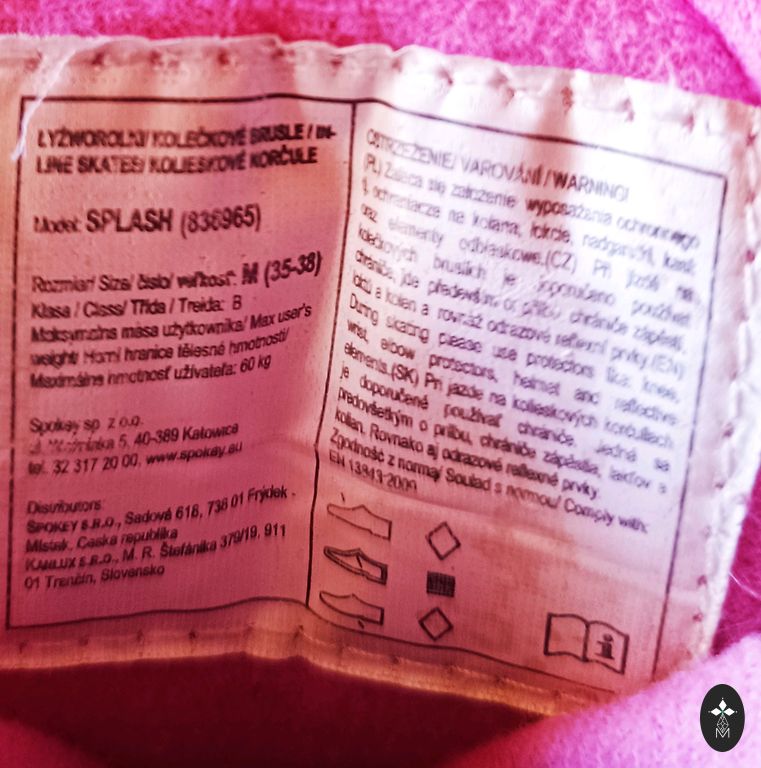 ŁYŻWOROLKI/ KOLEČKOVÉ BRUSLE / IN-
LINE SKATES/ KOLIESKOVÉ KORČULE
Model: SPLASH (836965)
Rozmiar/ Size/ číslo/ veľkosť: M (35-38)
Klasa / Class/ Třída / Trieda: B
Maksymalna masa użytkownika/ Max user's
weight/ Horní hranice tělesné hmotnosti/
Maximálne hmotnosť užívateľa: 60 kg
Spokey sp. z o.o.
5, 40-389 Katowice
tel. 32 317 20 00, www.spokey.eu
Distributors:
SPOKEY S.R.O., Sadová 618, 738 01 Frýdek -
Místek, Česká republika
KANLUX S.R.O., M. R. Štefánika 379/19, 911
01 Trenčín, Slovensko
OSTRZEŻENIE/ VAROVÁNÍ / WARNING!
(PL) Zaleca się założenie wyposażania ochronnego
tj. ochraniacza na kolana, łokcie, nadgarstki, kask
oraz elementy odblaskowe.(CZ) Při jízdě na
kolečkových bruslích je doporučeno používat
chrániče, jde především o přilbu chrániče zápěstí,
loktů a kolen a rovněž odrazové reflexní prvky.(EN)
During skating please use protectors like: knee,
wrist, elbow protectors, helmet and reflective
elements.(SK) Pri jazde na kolieskových korčuliach
je doporučené používať chrániče. Jedná sa
predovšetkým o prilbu, chrániče zápästia, lakťov a
kolian. Rovnako aj odrazové reflexné prvky.
Zgodność z normą/ Soulad s normou/ Comply with:
EN 13843:2009
M